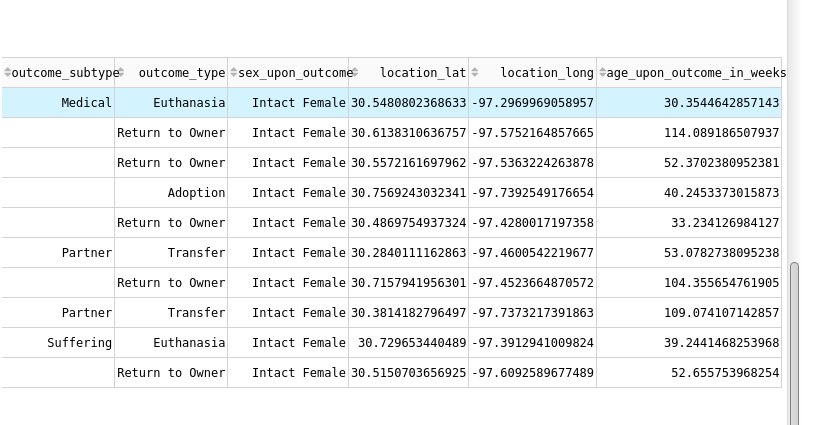 outcome_subtype outcome_type sex_upon_outcome location_lat location_long age_upon_outcome_in_weeks
Medical Euthanasia Intact Female 30.5480802368633 -97.2969969058957 30.3544642857143
Return to Owner Intact Female 30.6138310636757 -97.5752164857665 114.089186507937
Return to Owner Intact Female 30.5572161697962 -97.5363224263878 52.3702380952381
Adoption Intact Female 30.7569243032341 -97.7392549176654 40.2453373015873
Return to Owner Intact Female 30.4869754937324 -97.4280017197358 33.234126984127
Partner Transfer Intact Female 30.2840111162863 -97.4600542219677 53.0782738095238
Return to Owner Intact Female 30.7157941956301 -97.4523664870572 104.355654761905
Partner Transfer Intact Female 30.3814182796497 -97.7373217391863 109.074107142857
Suffering Euthanasia Intact Female 30.729653440489 -97.3912941009824 39.2441468253968
Return to Owner Intact Female 30.5150703656925 -97.6092589677489 52.655753968254